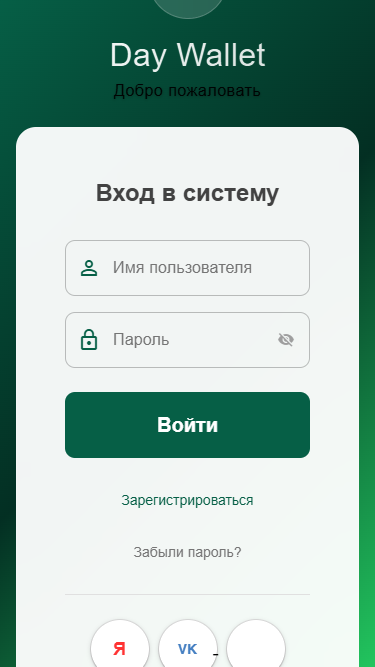 Day Wallet
Добро пожаловать
Вход в систему
Имя пользователя
Пароль
Войти
Зарегистрироваться
Забыли пароль?
Я
VK
-